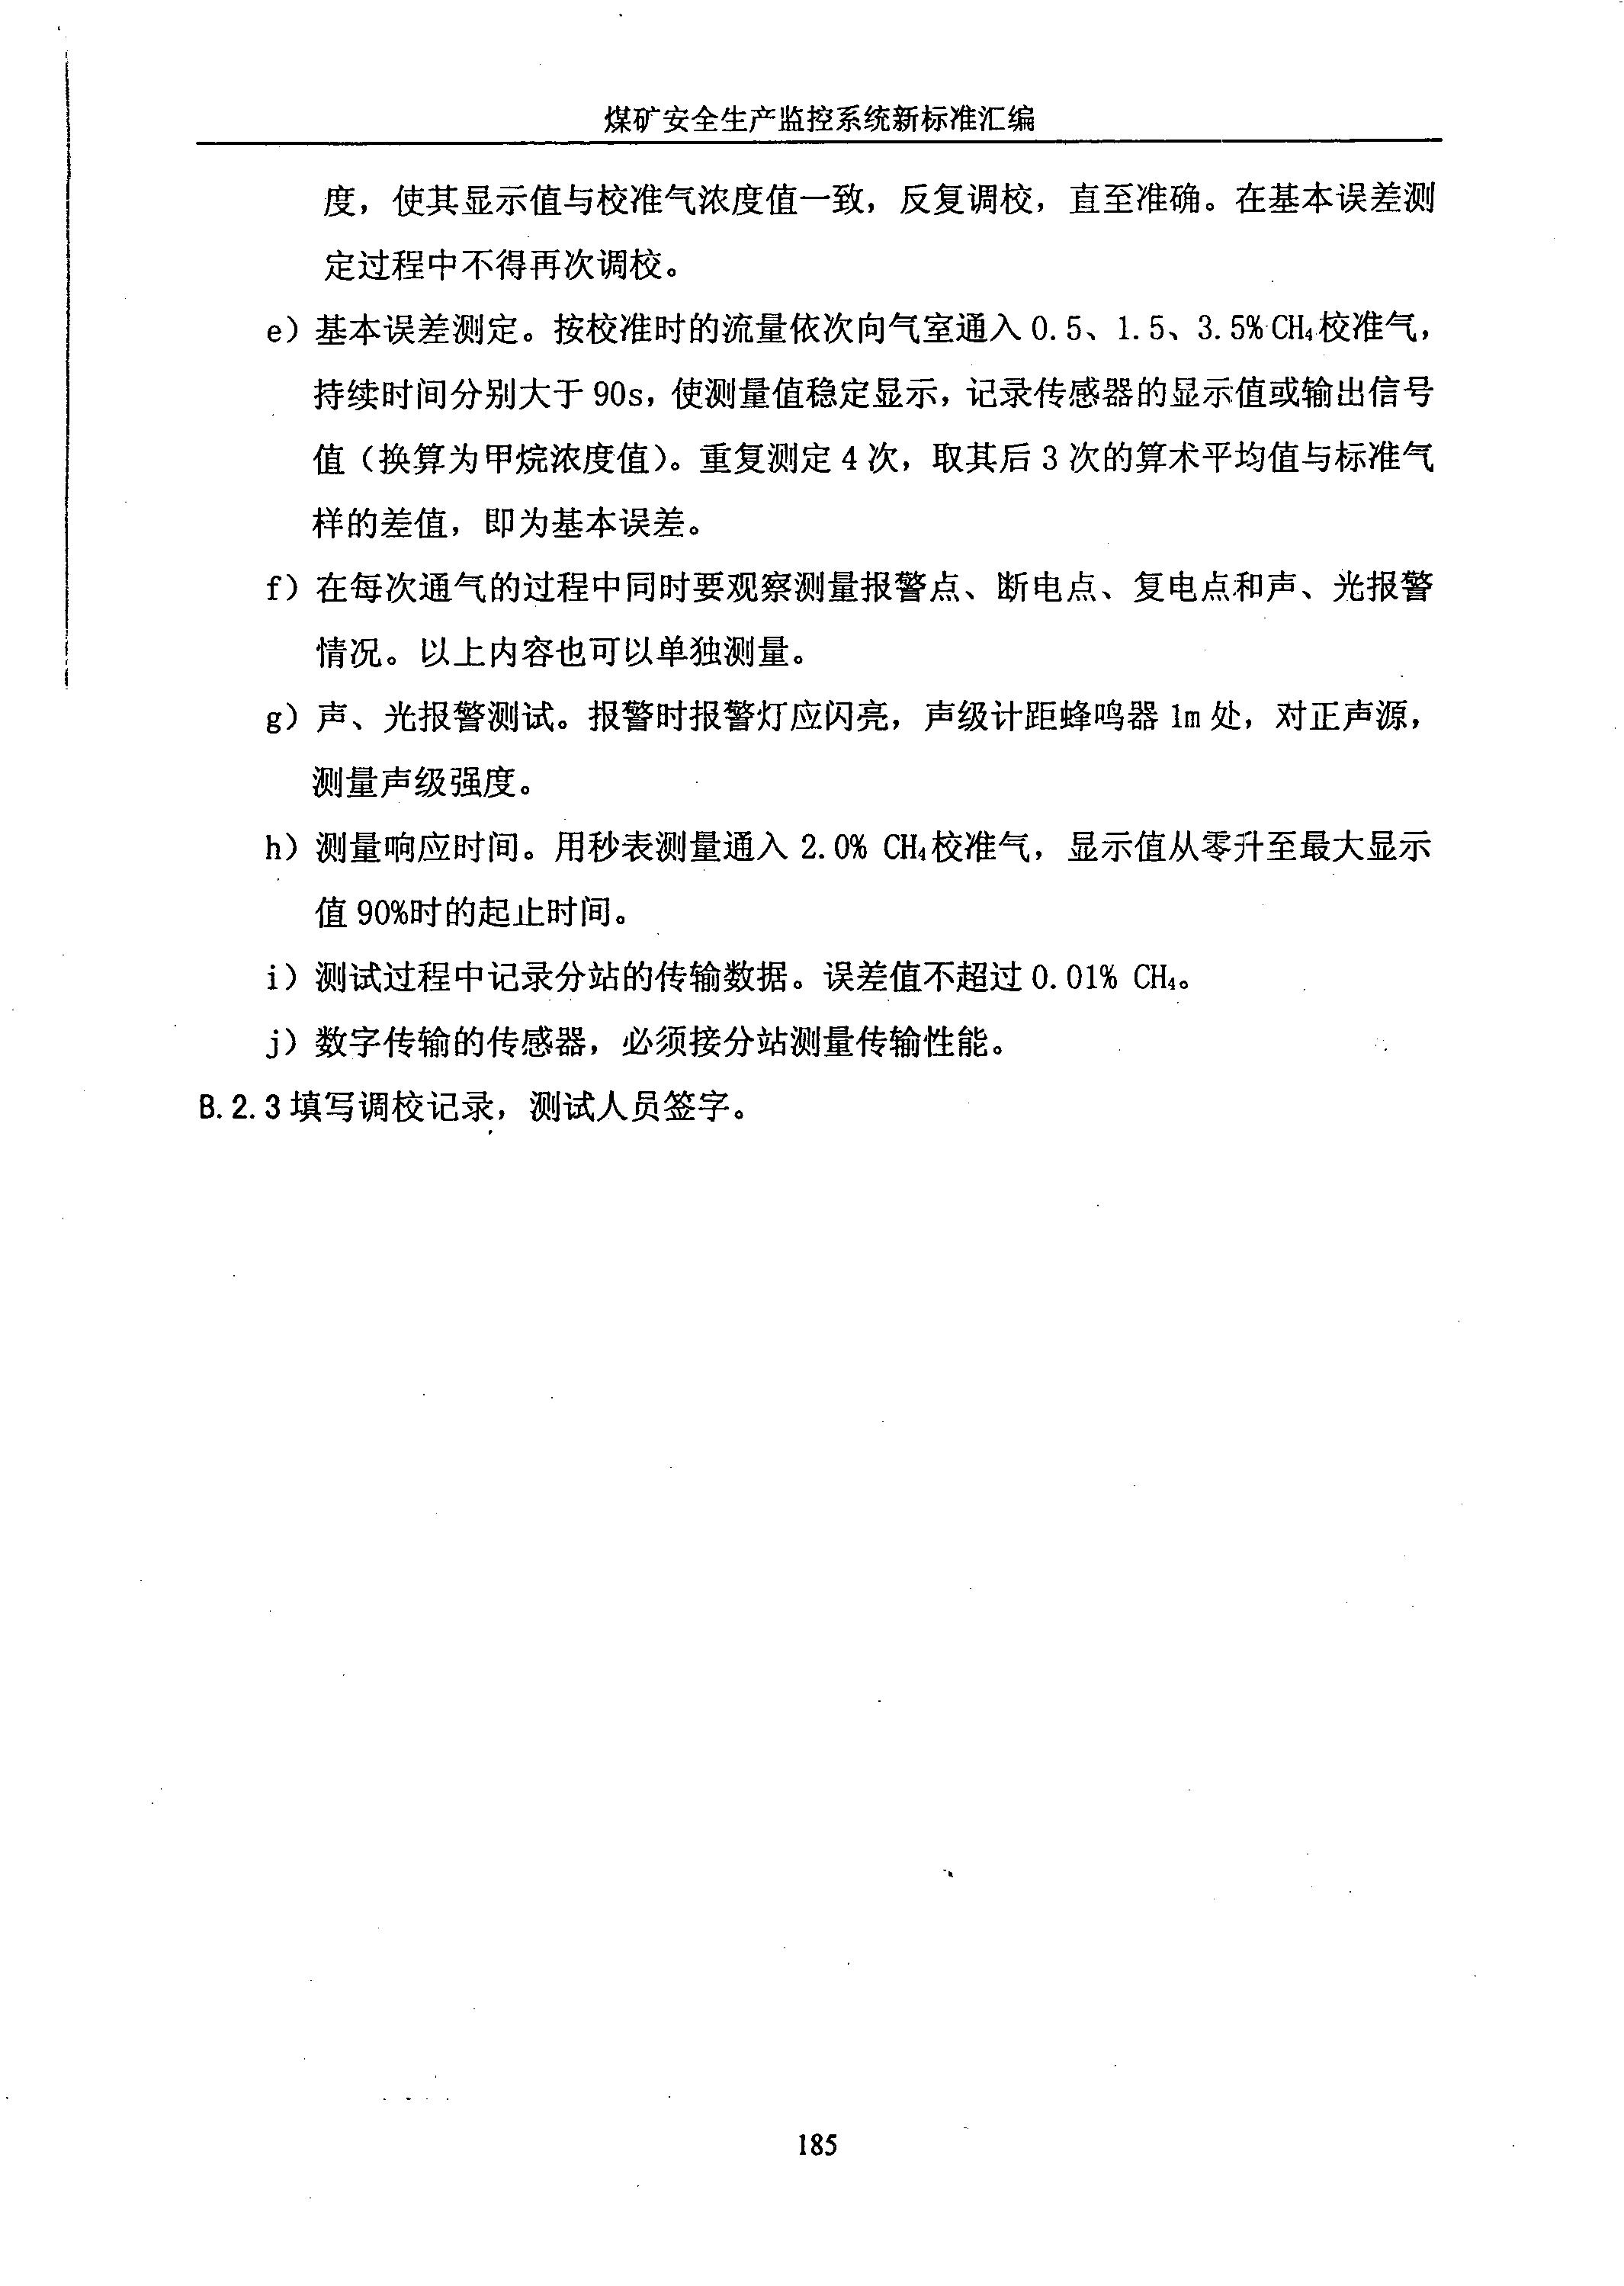 煤矿安全生产监控系统新标准汇编
度，使其显示值与校准气浓度值一致，反复调校，直至准确。在基本误差测
定过程中不得再次调校。
e）基本误差测定。按校准时的流量依次向气室通入 0.5、1.5、3.5% CH₄校准气，
持续时间分别大于 90s，使测量值稳定显示，记录传感器的显示值或输出信号
值（换算为甲烷浓度值）。重复测定 4 次，取其后 3 次的算术平均值与标准气
样的差值，即为基本误差。
f）在每次通气的过程中同时要观察测量报警点、断电点、复电点和声、光报警
情况。以上内容也可以单独测量。
g）声、光报警测试。报警时报警灯应闪亮，声级计距蜂鸣器 1m 处，对正声源，
测量声级强度。
h）测量响应时间。用秒表测量通入 2.0% CH₄校准气，显示值从零升至最大显示
值 90%时的起止时间。
i）测试过程中记录分站的传输数据。误差值不超过 0.01% CH₄。
j）数字传输的传感器，必须接分站测量传输性能。
B.2.3 填写调校记录，测试人员签字。
185